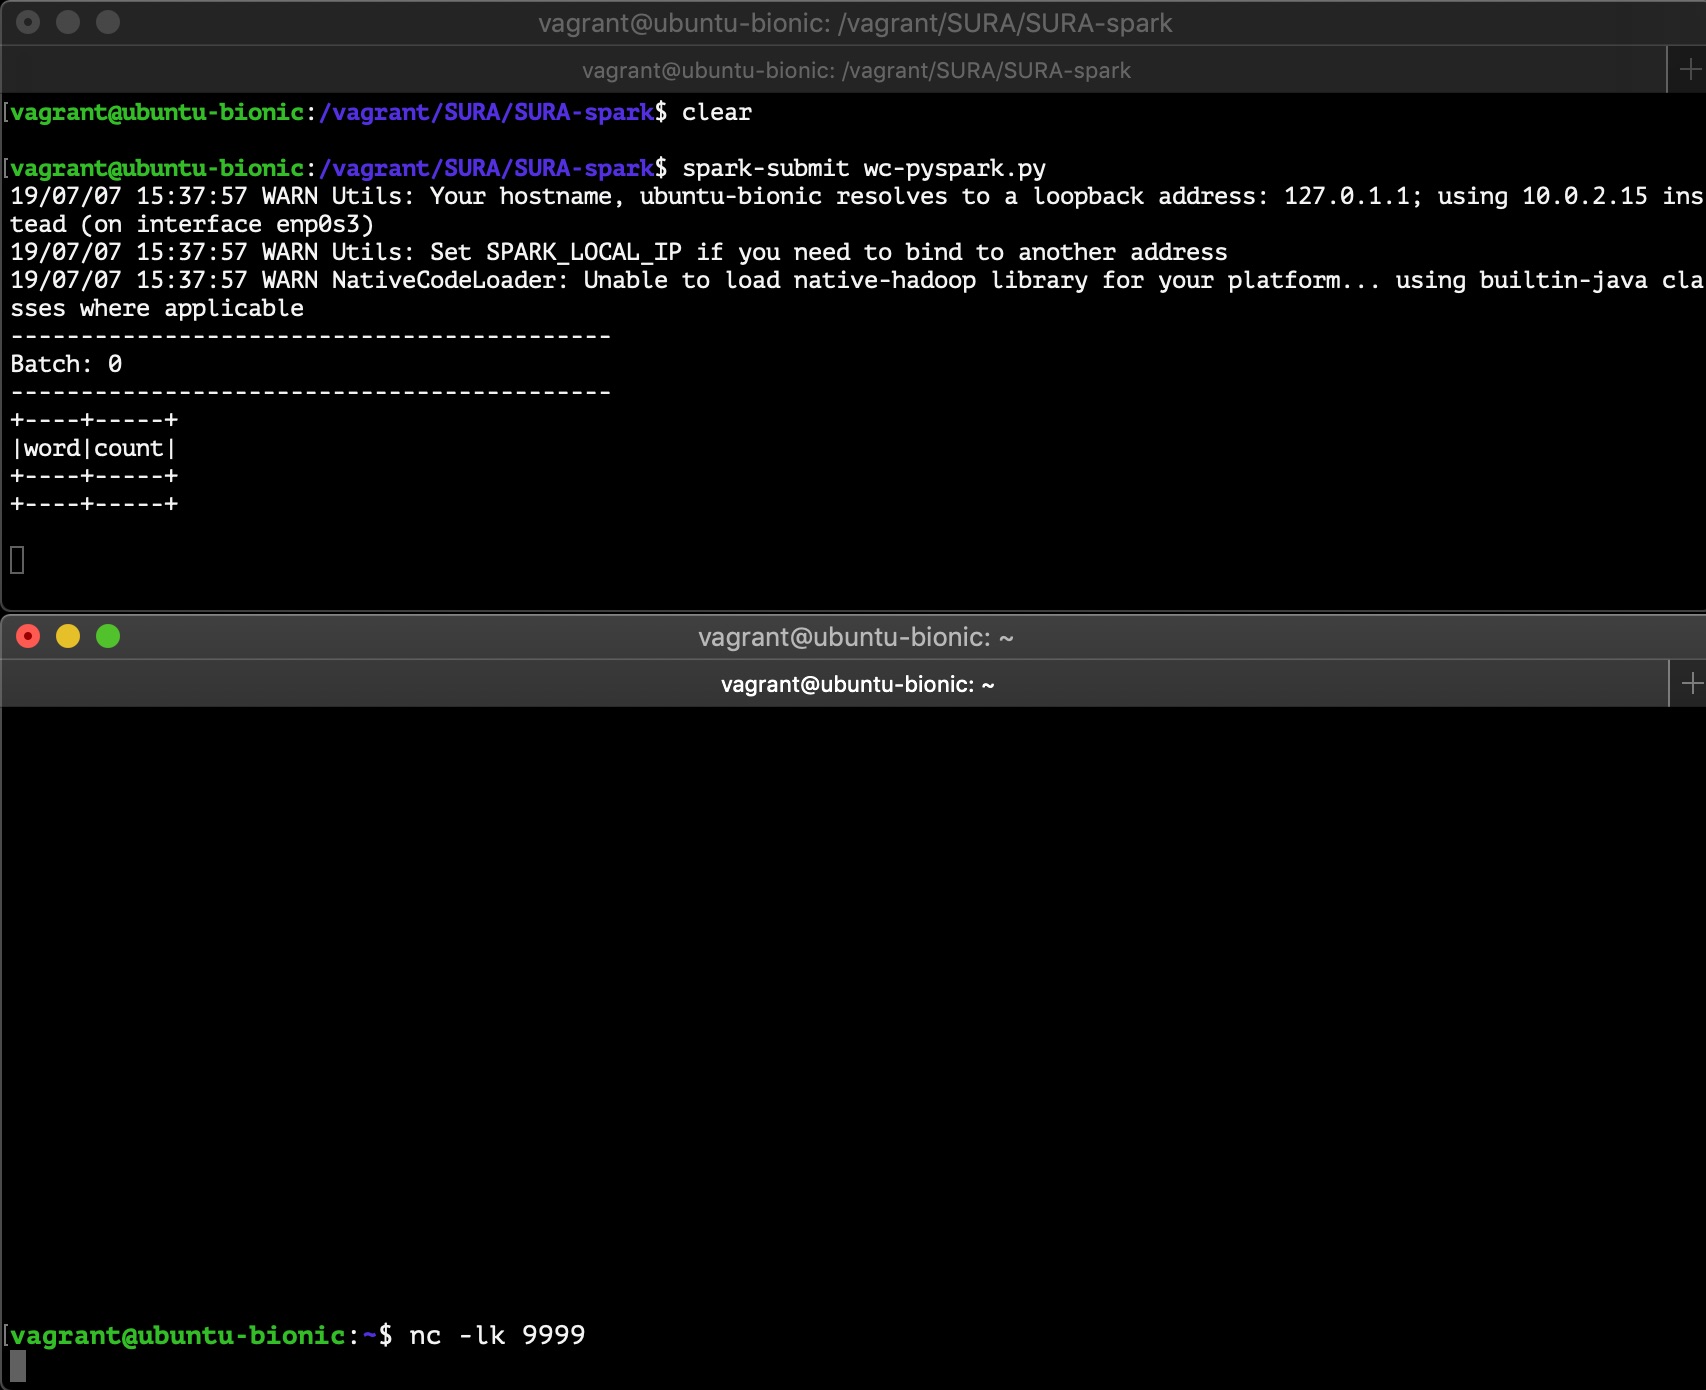 vagrant@ubuntu-bionic: /vagrant/SURA/SURA-spark
vagrant@ubuntu-bionic: /vagrant/SURA/SURA-spark
[vagrant@ubuntu-bionic:/vagrant/SURA/SURA-spark$ clear
[vagrant@ubuntu-bionic:/vagrant/SURA/SURA-spark$ spark-submit wc-pyspark.py
19/07/07 15:37:57 WARN Utils: Your hostname, ubuntu-bionic resolves to a loopback address: 127.0.1.1; using 10.0.2.15 ins
tead (on interface enp0s3)
19/07/07 15:37:57 WARN Utils: Set SPARK_LOCAL_IP if you need to bind to another address
19/07/07 15:37:57 WARN NativeCodeLoader: Unable to load native-hadoop library for your platform... using builtin-java cla
sses where applicable
-------------------------------------------
Batch: 0
-------------------------------------------
+----+-----+
|word|count|
+----+-----+
+----+-----+
vagrant@ubuntu-bionic: ~
vagrant@ubuntu-bionic: ~
[vagrant@ubuntu-bionic:~$ nc -lk 9999